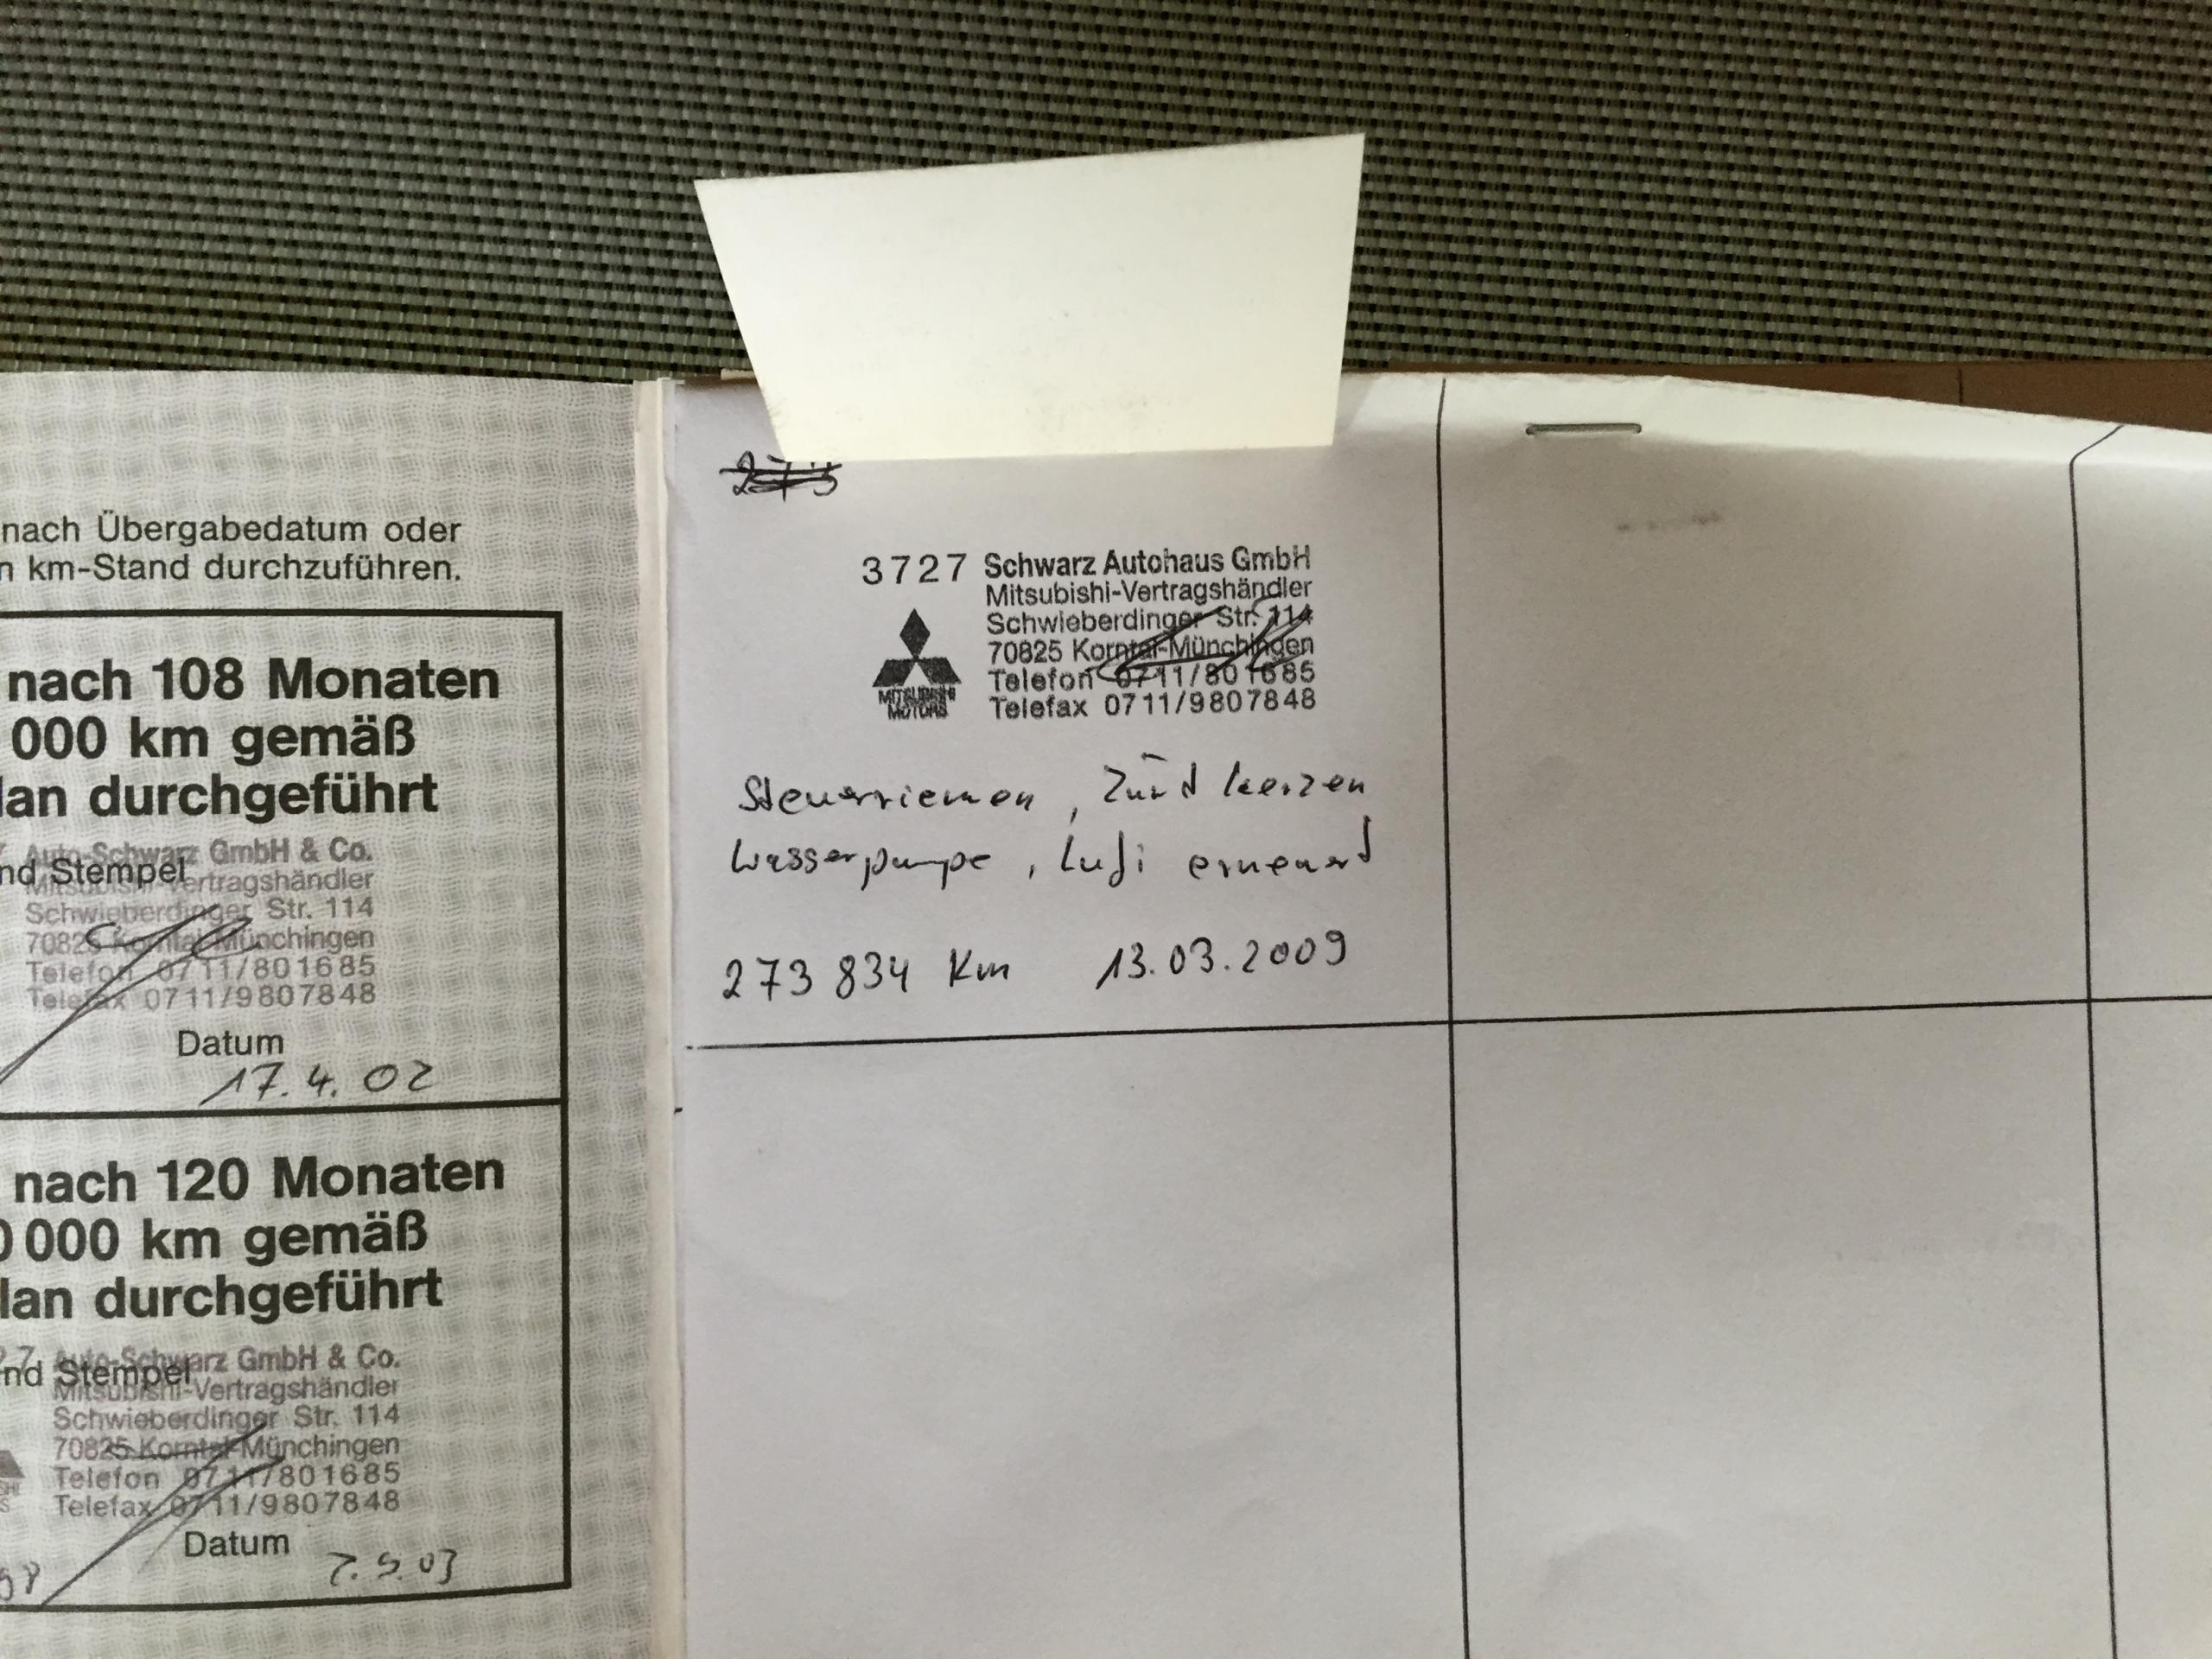 nach Übergabedatum oder
n km-Stand durchzuführen.
nach 108 Monaten
000 km gemäß
lan durchgeführt
Auto-Schwarz GmbH & Co.
nd Stempel
Mitsubishi-Vertragshändler
Schwieberdinger Str. 114
70825 Korntal-Münchingen
Telefon 0711/801685
Telefax 0711/9807848
Datum
17.4.02
nach 120 Monaten
0 000 km gemäß
lan durchgeführt
27 Auto-Schwarz GmbH & Co.
nd Stempel
Mitsubishi-Vertragshändler
Schwieberdinger Str. 114
70825 Korntal-Münchingen
Telefon 0711/801685
Telefax 0711/9807848
Datum
7.5.03
273
3727 Schwarz Autohaus GmbH
Mitsubishi-Vertragshändler
Schwieberdinger Str. 114
70825 Korntal-Münchingen
Telefon 0711/801685
Telefax 0711/9807848
MITSUBISHI
MOTORS
Steuerriemen, Zündkerzen
Wasserpumpe, Lufi erneuert
273 834 Km 13.03.2009